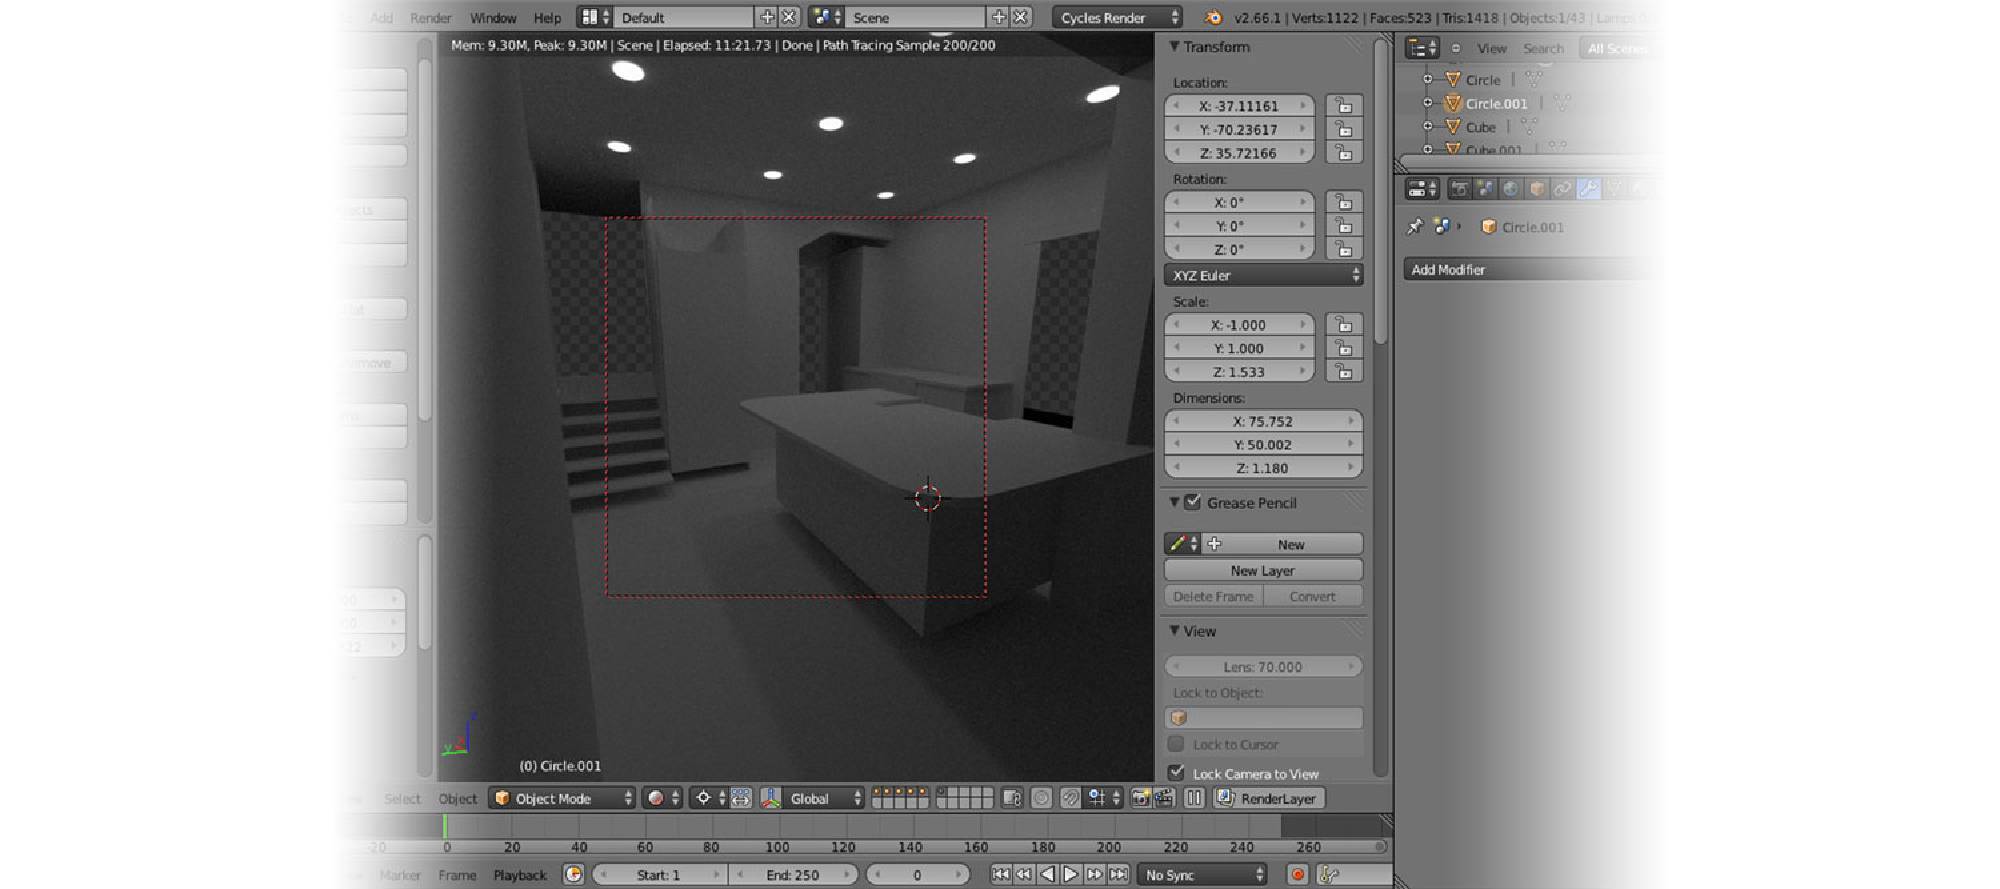 Add Render Window Help Default Scene Cycles Render v2.66.1 | Verts:1122 | Faces:523 | Tris:1418 | Objects:1/43 |
Mem: 9.30M, Peak: 9.30M | Scene | Elapsed: 11:21.73 | Done | Path Tracing Sample 200/200
Transform
Location:
X: -37.11161
Y: -70.23617
Z: 35.72166
Rotation:
X: 0°
Y: 0°
Z: 0°
XYZ Euler
Scale:
X: -1.000
Y: 1.000
Z: 1.533
Dimensions:
X: 75.752
Y: 50.002
Z: 1.180
Grease Pencil
New
New Layer
Delete Frame Convert
View
Lens: 70.000
Lock to Object:
Lock to Cursor
Lock Camera to View
View Search All Scenes
Circle
Circle.001
Cube
Cube.001
Circle.001
Add Modifier
(0) Circle.001
Select Object Object Mode Global RenderLayer
-20 0 20 40 60 80 100 120 140 160 180 200 220 240 260
Marker Frame Playback Start: 1 End: 250 0 No Sync